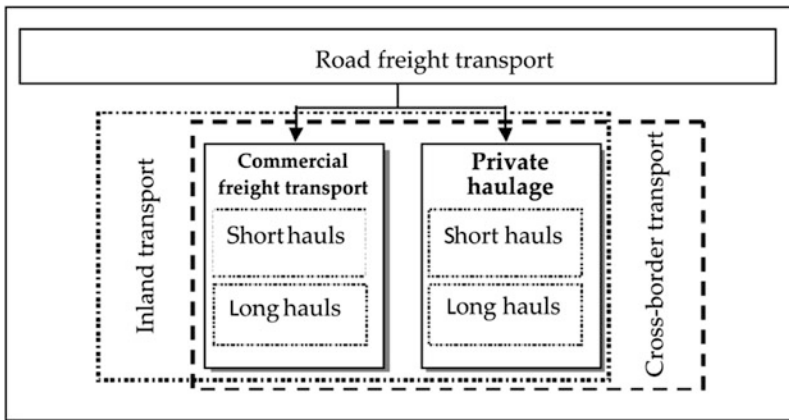 Road freight transport
Inland transport
Commercial
freight transport
Short hauls
Long hauls
Private
haulage
Short hauls
Long hauls
Cross-border transport